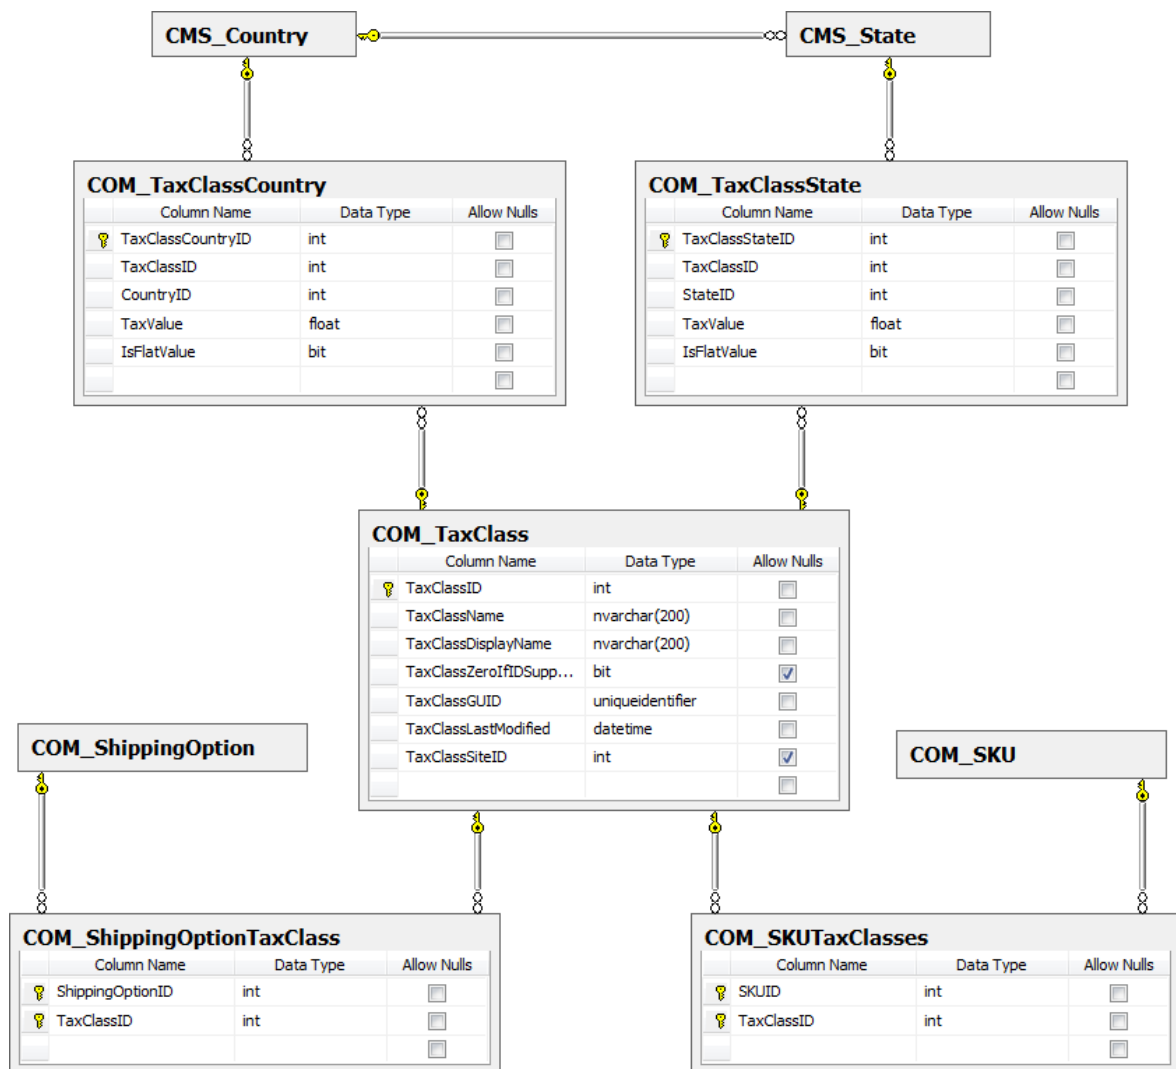 CMS_Country
CMS_State
COM_TaxClassCountry
Column Name Data Type Allow Nulls
TaxClassCountryID int
TaxClassID int
CountryID int
TaxValue float
IsFlatValue bit
COM_TaxClassState
Column Name Data Type Allow Nulls
TaxClassStateID int
TaxClassID int
StateID int
TaxValue float
IsFlatValue bit
COM_TaxClass
Column Name Data Type Allow Nulls
TaxClassID int
TaxClassName nvarchar(200)
TaxClassDisplayName nvarchar(200)
TaxClassZeroIfIDSupp... bit
TaxClassGUID uniqueidentifier
TaxClassLastModified datetime
TaxClassSiteID int
COM_ShippingOption
COM_SKU
COM_ShippingOptionTaxClass
Column Name Data Type Allow Nulls
ShippingOptionID int
TaxClassID int
COM_SKUTaxClasses
Column Name Data Type Allow Nulls
SKUID int
TaxClassID int